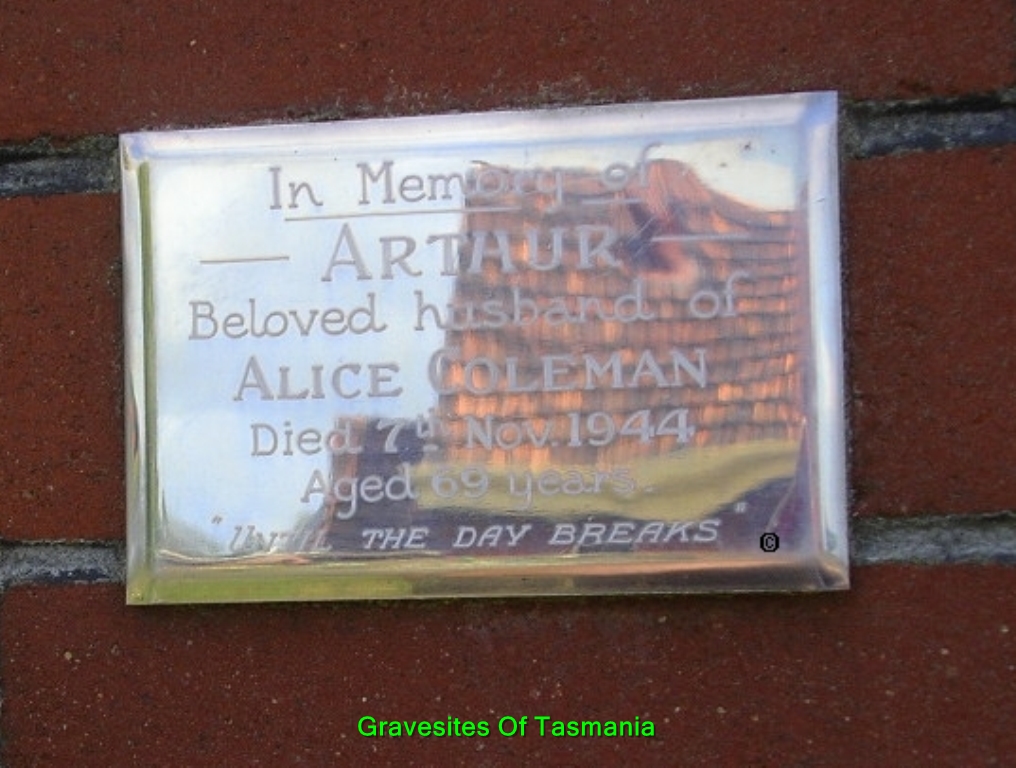 In Memory of
— ARTHUR —
Beloved husband of
ALICE COLEMAN
Died 7th Nov. 1944
Aged 69 years.
"UNTIL THE DAY BREAKS"
©
Gravesites Of Tasmania